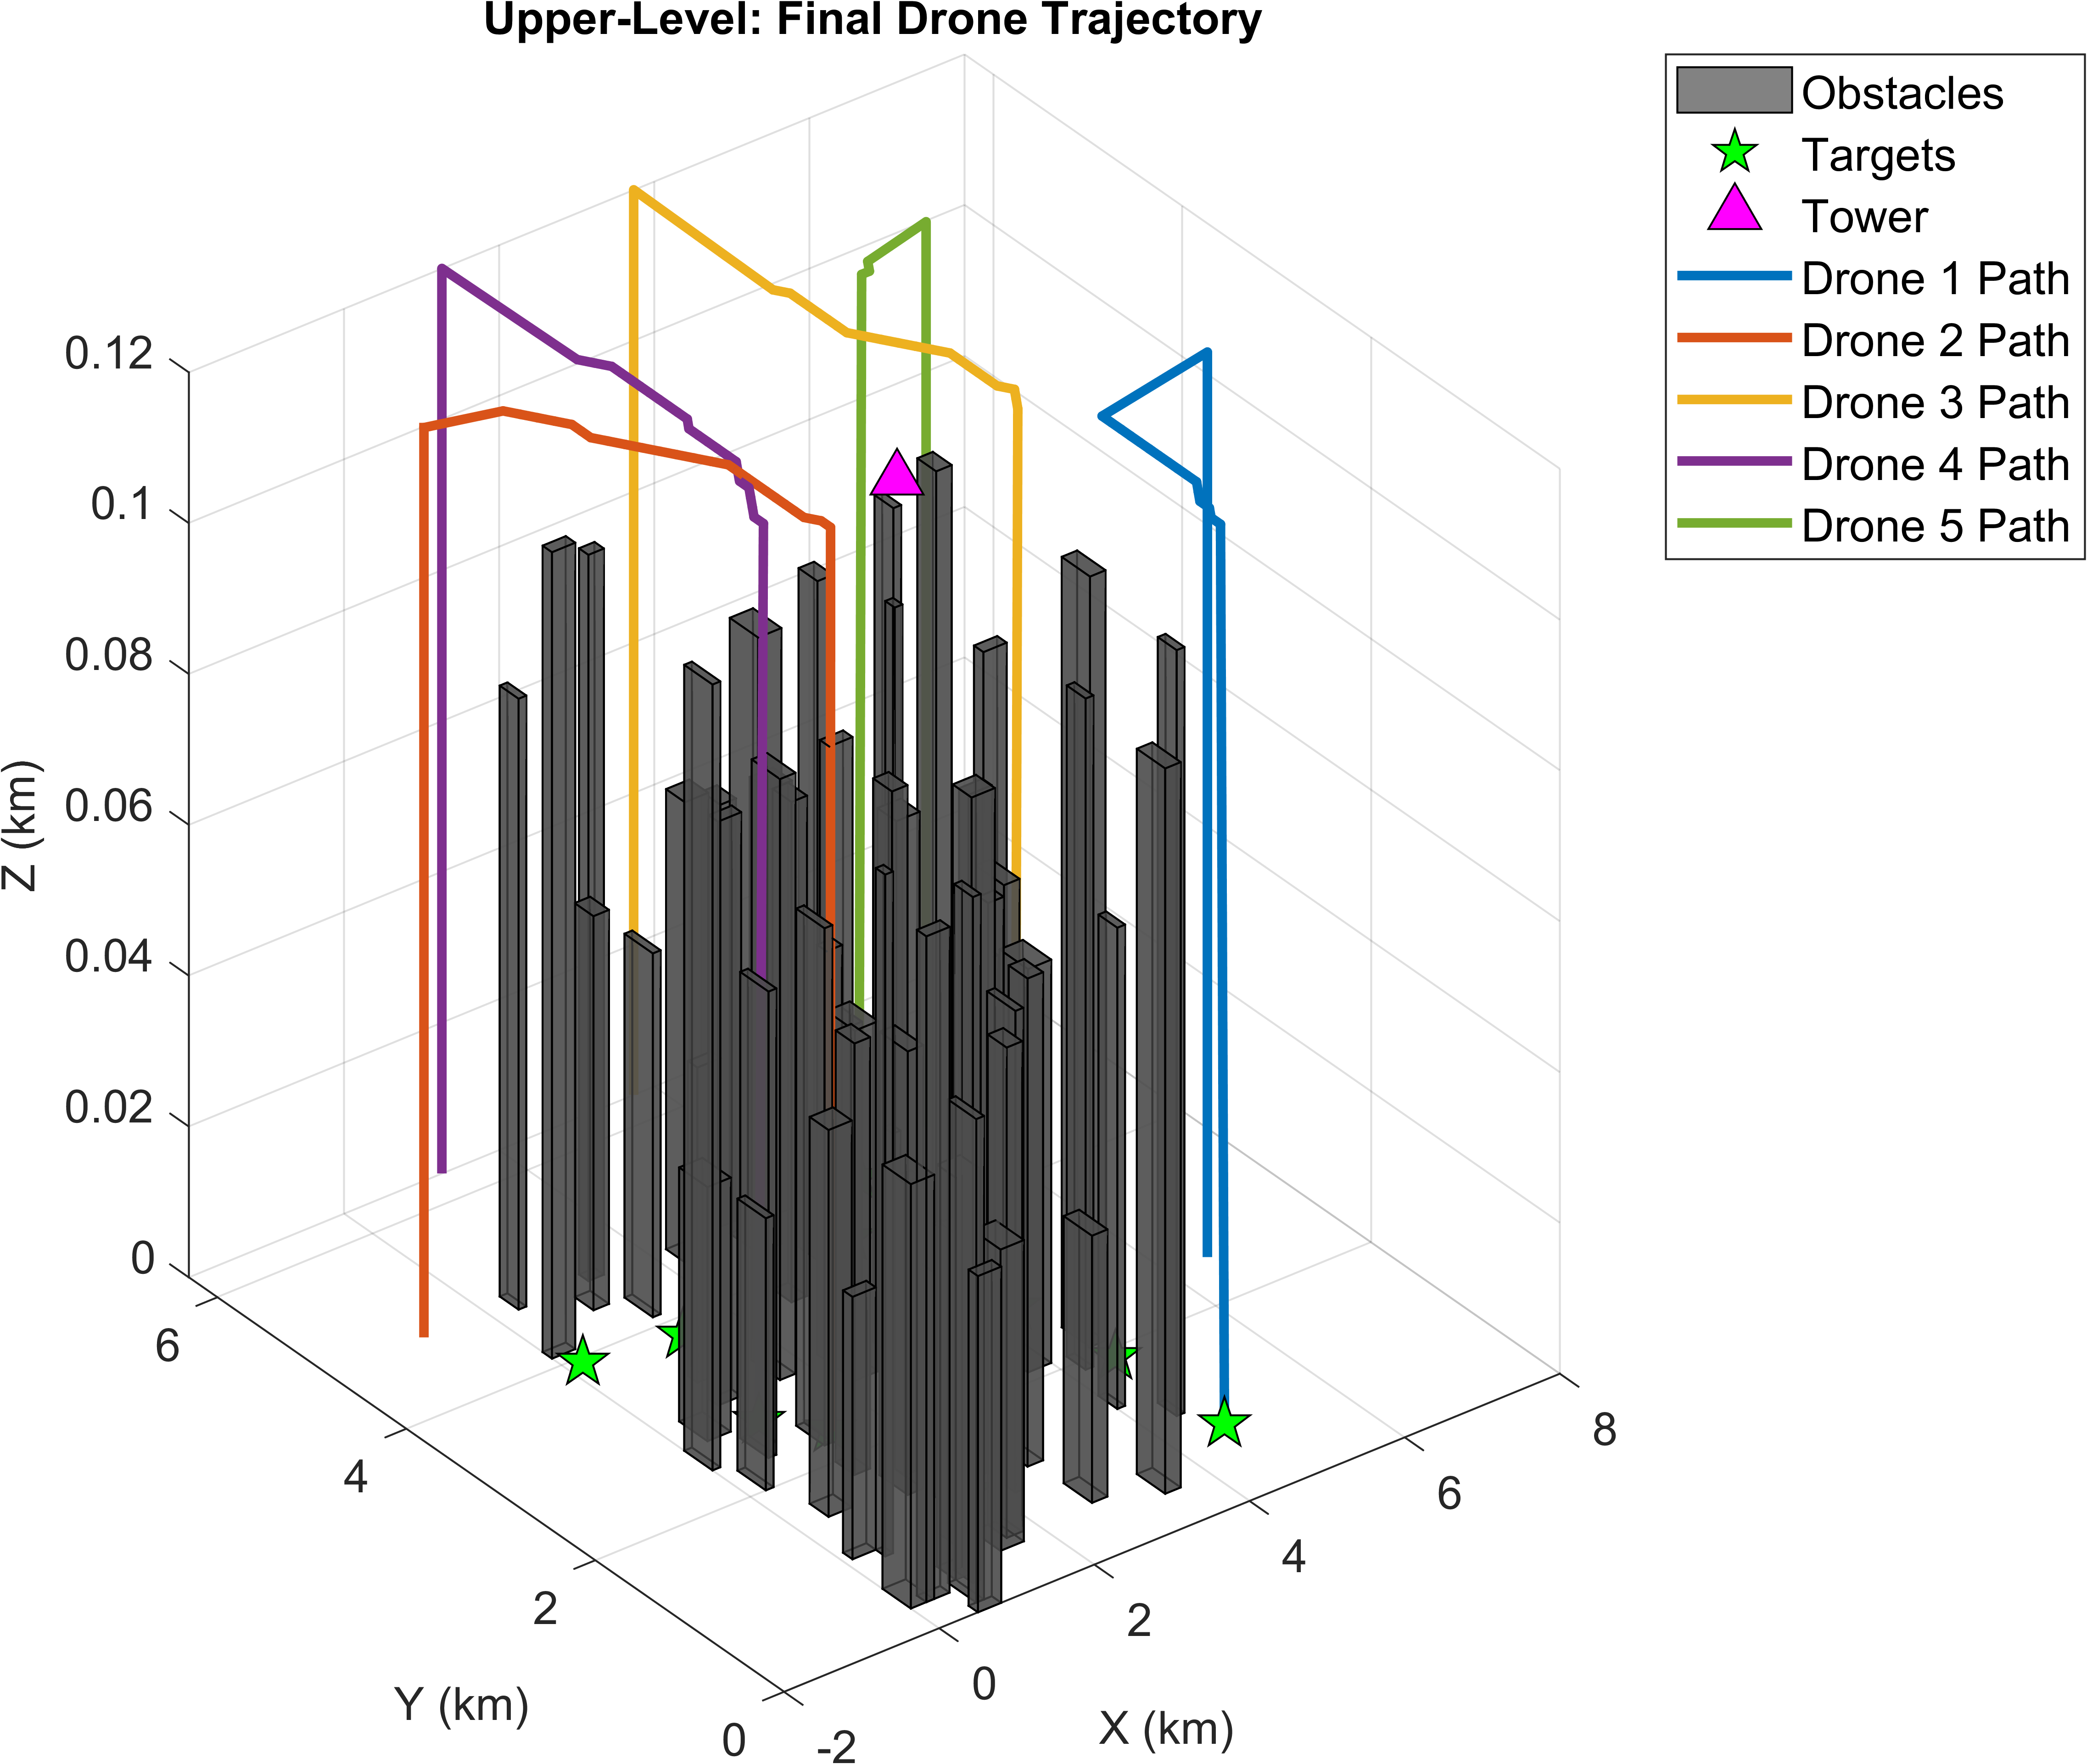 Upper-Level: Final Drone Trajectory
Obstacles
Targets
Tower
Drone 1 Path
Drone 2 Path
Drone 3 Path
Drone 4 Path
Drone 5 Path
0.12
0.1
0.08
0.06
0.04
0.02
0
Z (km)
6
4
2
0
Y (km)
-2
0
2
4
6
8
X (km)